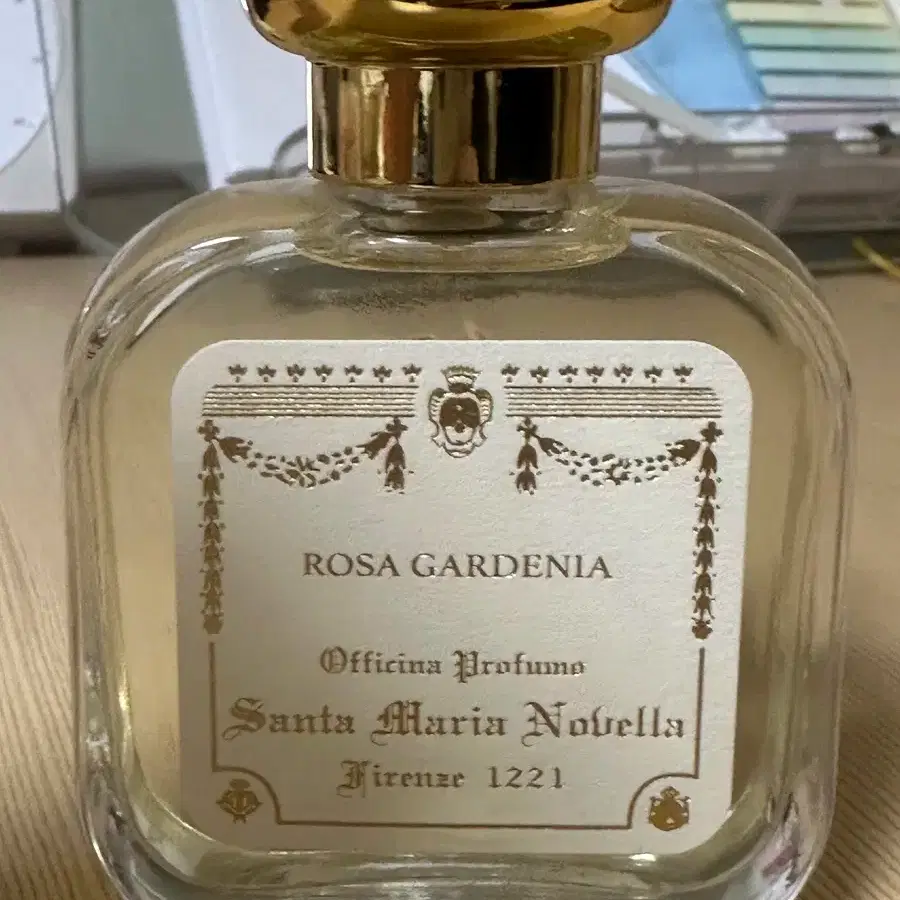 ROSA GARDENIA
Officina Profumo
Santa Maria Novella
Firenze 1221